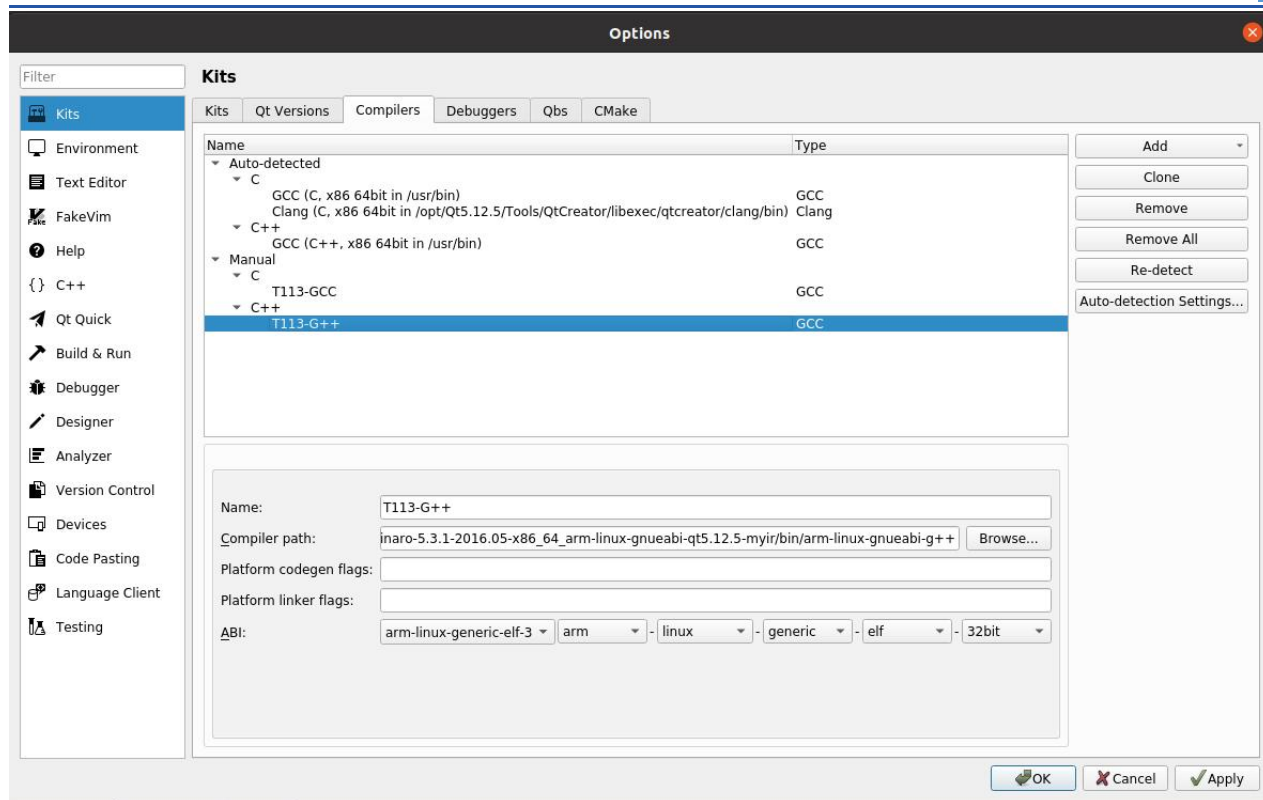 Options
Filter
Kits
Environment
Text Editor
FakeVim
Help
{} C++
Qt Quick
Build & Run
Debugger
Designer
Analyzer
Version Control
Devices
Code Pasting
Language Client
Testing
Kits
Kits Qt Versions Compilers Debuggers Qbs CMake
Name Type
Auto-detected
C
GCC (C, x86 64bit in /usr/bin) GCC
Clang (C, x86 64bit in /opt/Qt5.12.5/Tools/QtCreator/libexec/qtcreator/clang/bin) Clang
C++
GCC (C++, x86 64bit in /usr/bin) GCC
Manual
C
T113-GCC GCC
C++
T113-G++ GCC
Add
Clone
Remove
Remove All
Re-detect
Auto-detection Settings...
Name: T113-G++
Compiler path: inaro-5.3.1-2016.05-x86_64_arm-linux-gnueabi-qt5.12.5-myir/bin/arm-linux-gnueabi-g++ Browse...
Platform codegen flags:
Platform linker flags:
ABI: arm-linux-generic-elf-3 arm - linux - generic - elf - 32bit
OK Cancel Apply